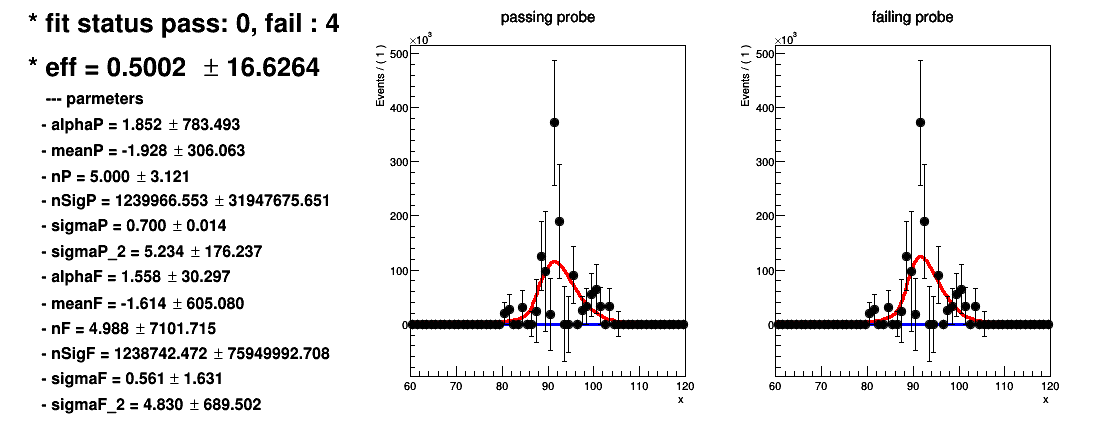 * fit status pass: 0, fail : 4
* eff = 0.5002 ± 16.6264
--- parmeters
- alphaP = 1.852 ± 783.493
- meanP = -1.928 ± 306.063
- nP = 5.000 ± 3.121
- nSigP = 1239966.553 ± 31947675.651
- sigmaP = 0.700 ± 0.014
- sigmaP_2 = 5.234 ± 176.237
- alphaF = 1.558 ± 30.297
- meanF = -1.614 ± 605.080
- nF = 4.988 ± 7101.715
- nSigF = 1238742.472 ± 75949992.708
- sigmaF = 0.561 ± 1.631
- sigmaF_2 = 4.830 ± 689.502
passing probe
×10³
Events / ( 1 )
500
400
300
200
100
0
60 70 80 90 100 110 120
x
failing probe
×10³
Events / ( 1 )
500
400
300
200
100
0
60 70 80 90 100 110 120
x